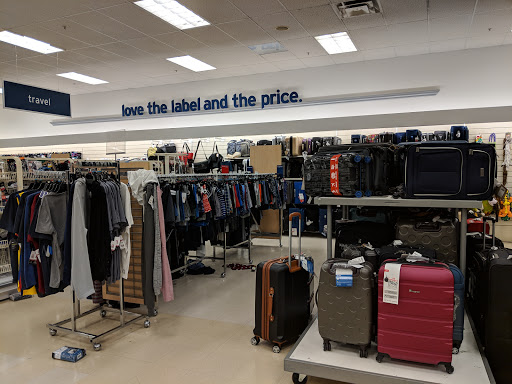 love the label and the price.
travel